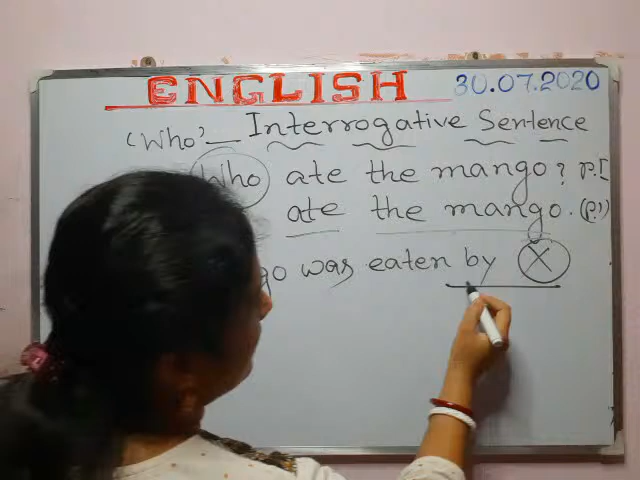 ENGLISH 30.07.2020
'Who' — Interrogative Sentence
Who ate the mango?
ate the mango.
go was eaten by X